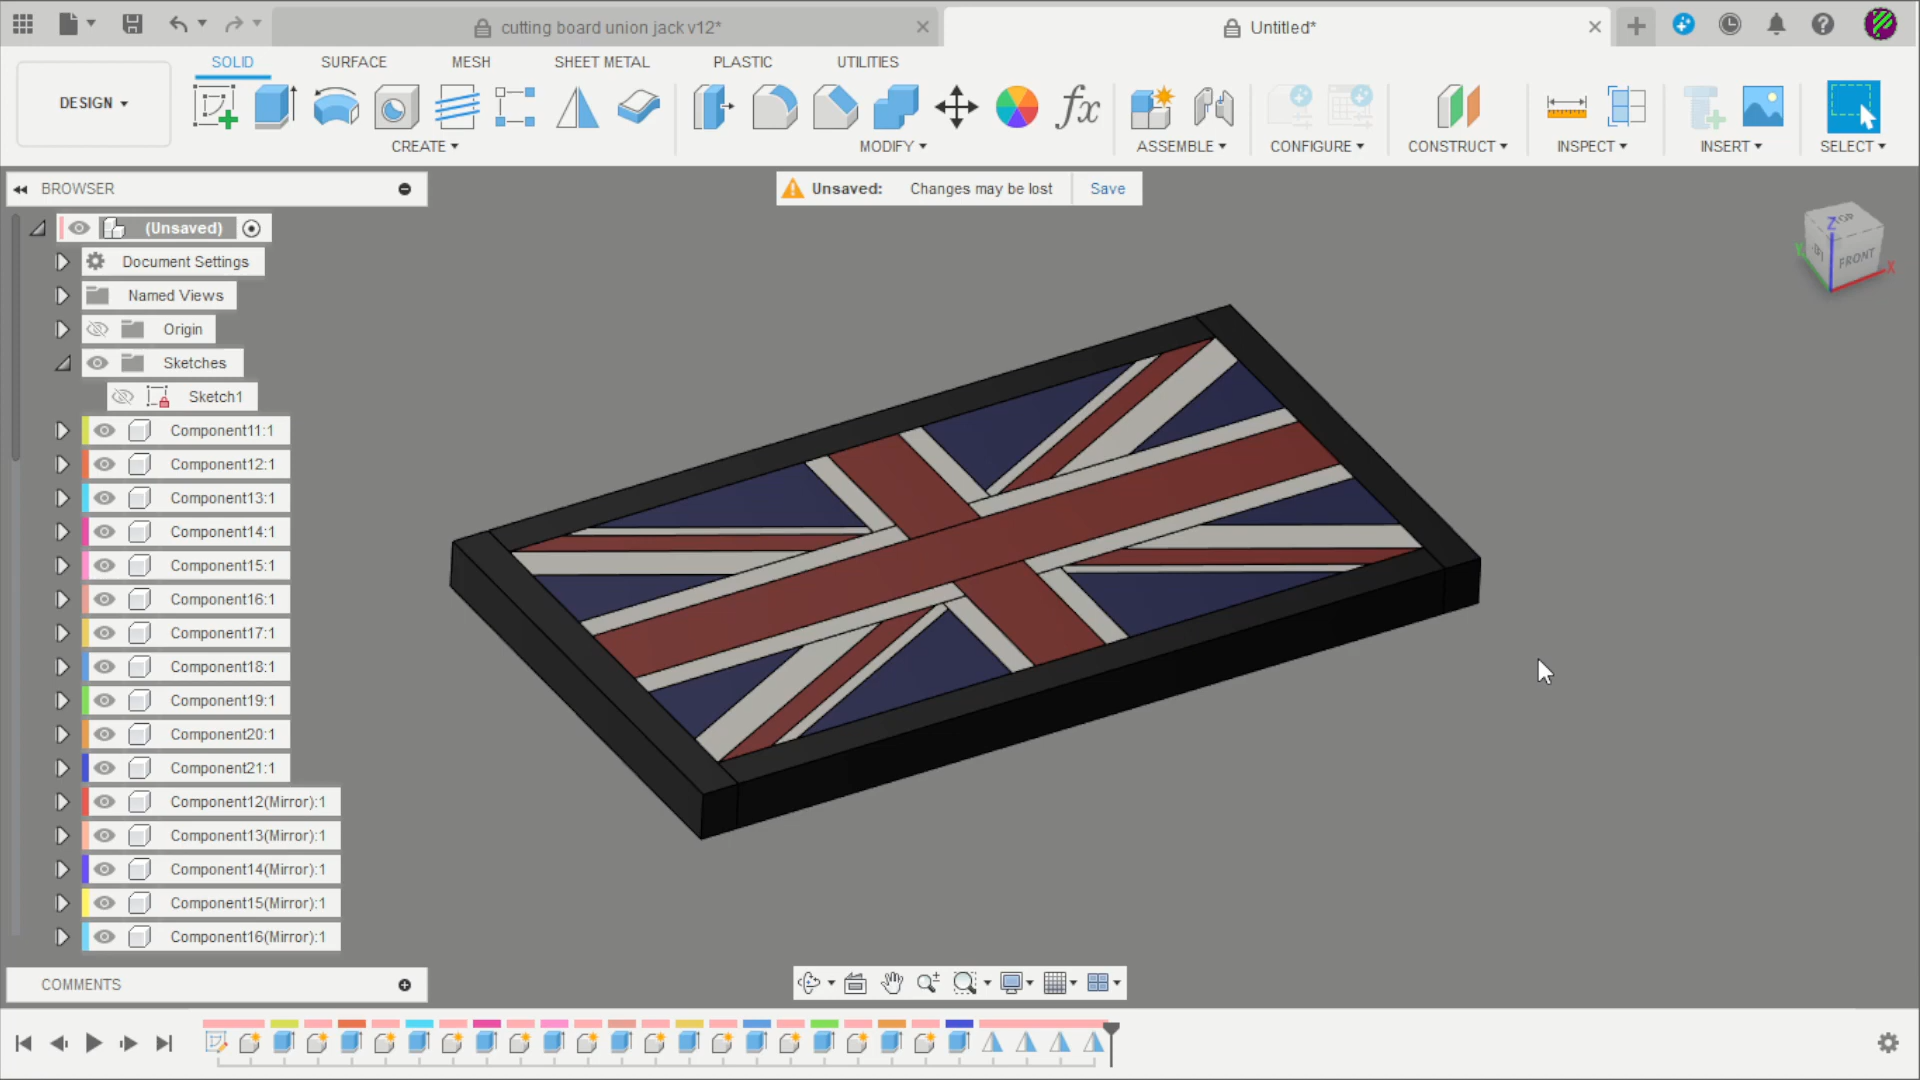 cutting board union jack v12*
Untitled*
DESIGN
SOLID
SURFACE
MESH
SHEET METAL
PLASTIC
UTILITIES
CREATE
MODIFY
ASSEMBLE
CONFIGURE
CONSTRUCT
INSPECT
INSERT
SELECT
BROWSER
Unsaved: Changes may be lost
Save
(Unsaved)
Document Settings
Named Views
Origin
Sketches
Sketch1
Component11:1
Component12:1
Component13:1
Component14:1
Component15:1
Component16:1
Component17:1
Component18:1
Component19:1
Component20:1
Component21:1
Component12(Mirror):1
Component13(Mirror):1
Component14(Mirror):1
Component15(Mirror):1
Component16(Mirror):1
TOP
Z
Y
FRONT
X
COMMENTS